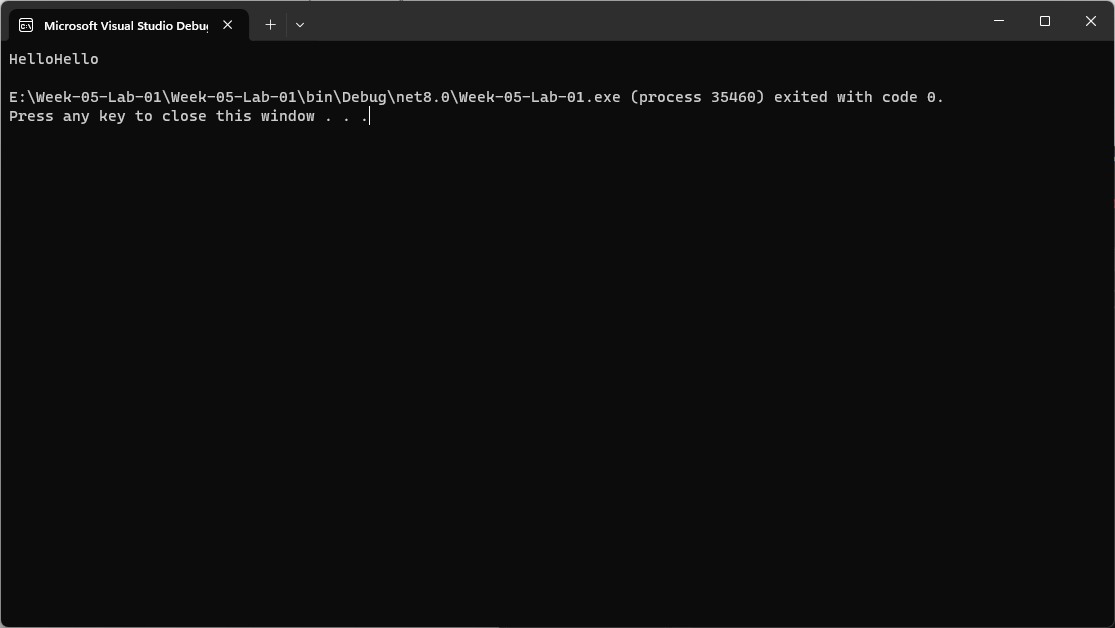 Microsoft Visual Studio Debug
HelloHello
E:\Week-05-Lab-01\Week-05-Lab-01\bin\Debug\net8.0\Week-05-Lab-01.exe (process 35460) exited with code 0.
Press any key to close this window . . .